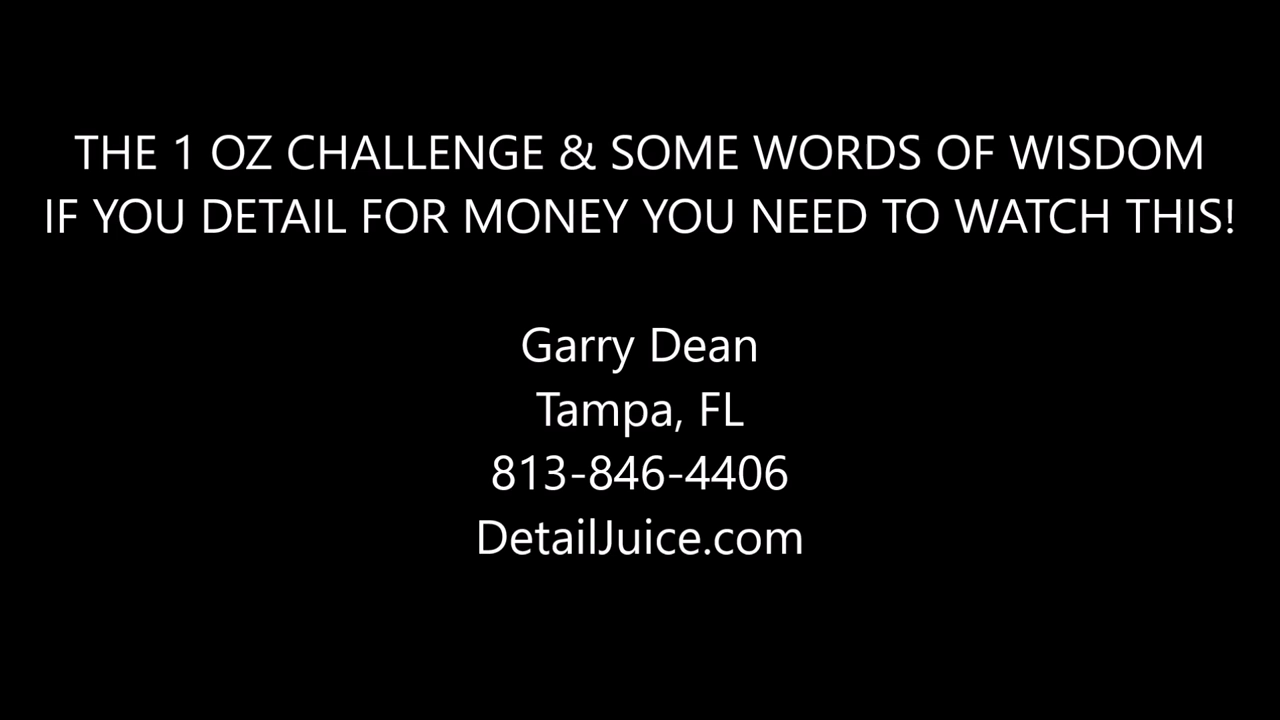 THE 1 OZ CHALLENGE & SOME WORDS OF WISDOM
IF YOU DETAIL FOR MONEY YOU NEED TO WATCH THIS!
Garry Dean
Tampa, FL
813-846-4406
DetailJuice.com